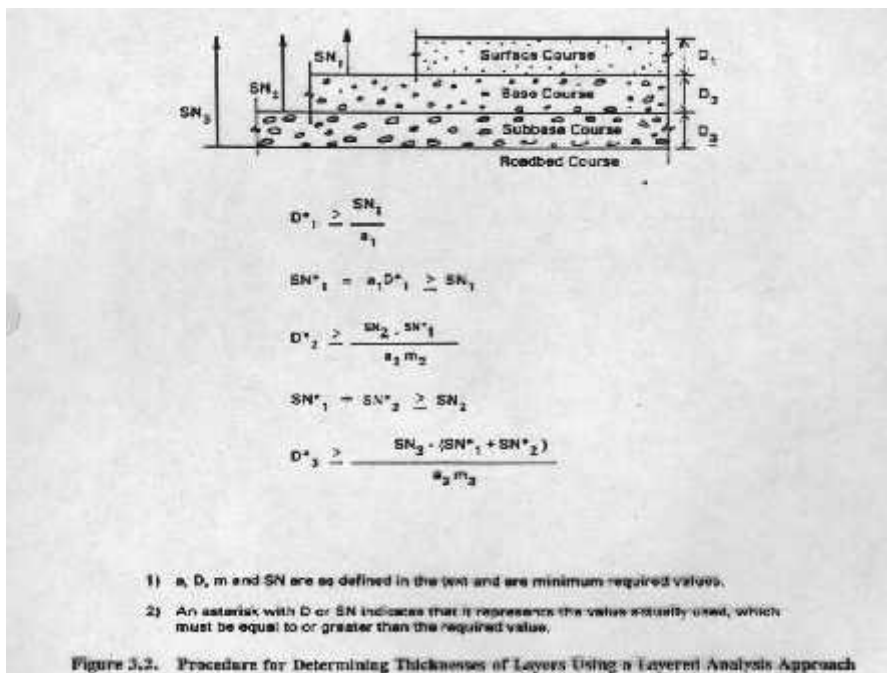 SN₃
SN₂
SN₁
Surface Course
D₁
Base Course
D₂
Subbase Course
D₃
Roadbed Course
D*₁ ≥ SN₁ / a₁
SN*₁ = a₁D*₁ ≥ SN₁
D*₂ ≥ SN₂ - SN*₁ / a₂ m₂
SN*₁ + SN*₂ ≥ SN₂
D*₃ ≥ SN₃ - (SN*₁ + SN*₂) / a₃ m₃
1) a, D, m and SN are as defined in the text and are minimum required values.
2) An asterisk with D or SN indicates that it represents the value actually used, which
must be equal to or greater than the required value.
Figure 3.2. Procedure for Determining Thicknesses of Layers Using a Layered Analysis Approach